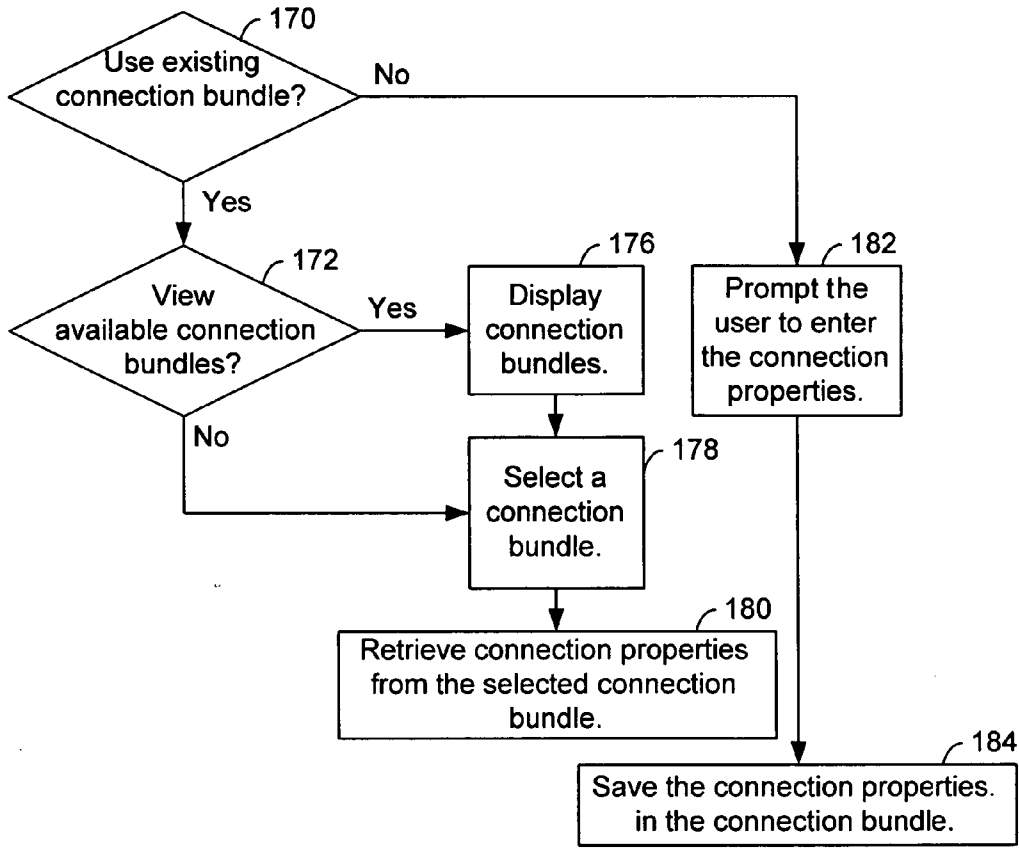 170
Use existing
connection bundle?
No
Yes
172
View
available connection
bundles?
Yes
No
176
Display
connection
bundles.
182
Prompt the
user to enter
the connection
properties.
178
Select a
connection
bundle.
180
Retrieve connection properties
from the selected connection
bundle.
184
Save the connection properties.
in the connection bundle.